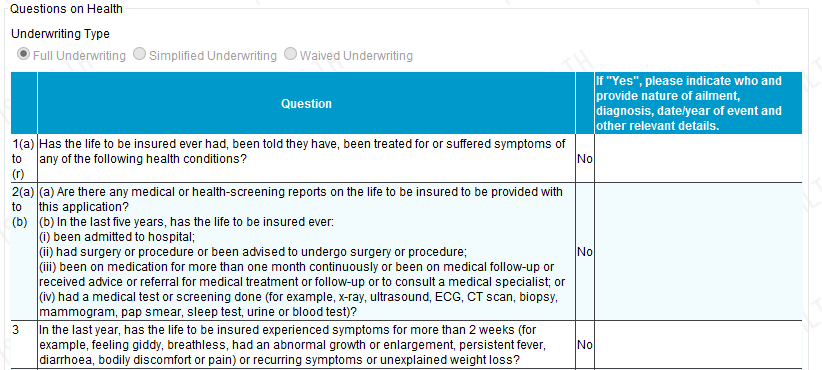 Questions on Health
Underwriting Type
Full Underwriting Simplified Underwriting Waived Underwriting
Question
If "Yes", please indicate who and
provide nature of ailment,
diagnosis, date/year of event and
other relevant details.
1(a)
to
(r)
Has the life to be insured ever had, been told they have, been treated for or suffered symptoms of
any of the following health conditions?
No
2(a)
to
(b)
(a) Are there any medical or health-screening reports on the life to be insured to be provided with
this application?
(b) In the last five years, has the life to be insured ever:
(i) been admitted to hospital;
(ii) had surgery or procedure or been advised to undergo surgery or procedure;
(iii) been on medication for more than one month continuously or been on medical follow-up or
received advice or referral for medical treatment or follow-up or to consult a medical specialist; or
(iv) had a medical test or screening done (for example, x-ray, ultrasound, ECG, CT scan, biopsy,
mammogram, pap smear, sleep test, urine or blood test)?
No
3
In the last year, has the life to be insured experienced symptoms for more than 2 weeks (for
example, feeling giddy, breathless, had an abnormal growth or enlargement, persistent fever,
diarrhoea, bodily discomfort or pain) or recurring symptoms or unexplained weight loss?
No